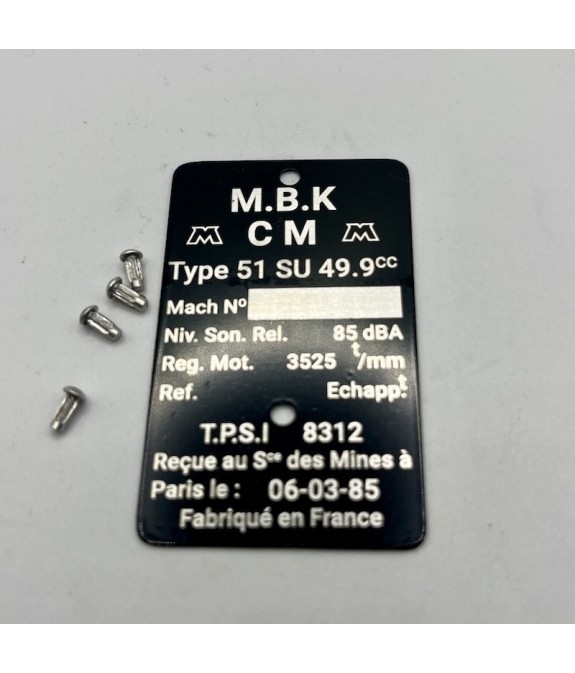 M.B.K
M CM M
Type 51 SU 49.9cc
Mach Nº
Niv. Son. Rel. 85 dBA
Reg. Mot. 3525 t/mm
Ref. Echapp.t
T.P.S.I 8312
Reçue au Sce des Mines à
Paris le : 06-03-85
Fabriqué en France